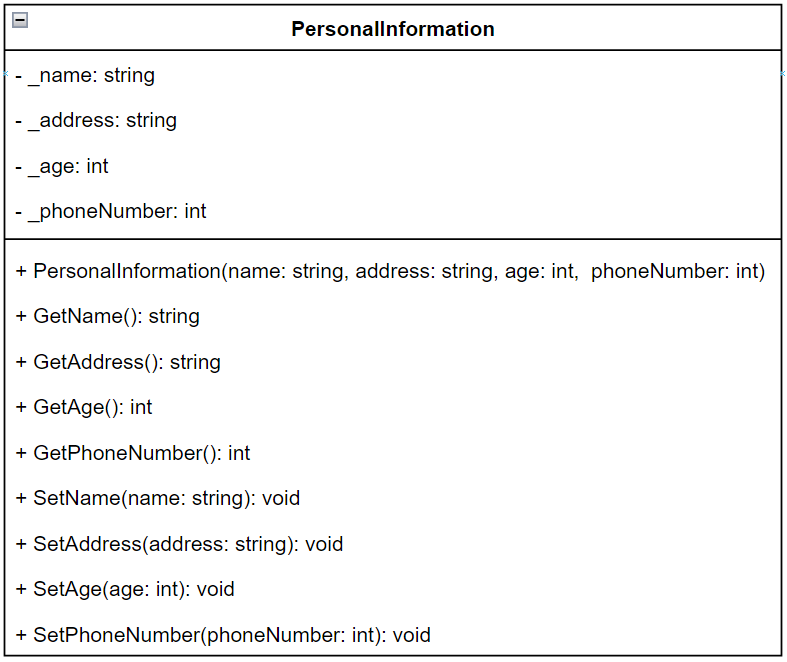 PersonalInformation
- _name: string
- _address: string
- _age: int
- _phoneNumber: int
+ PersonalInformation(name: string, address: string, age: int,  phoneNumber: int)
+ GetName(): string
+ GetAddress(): string
+ GetAge(): int
+ GetPhoneNumber(): int
+ SetName(name: string): void
+ SetAddress(address: string): void
+ SetAge(age: int): void
+ SetPhoneNumber(phoneNumber: int): void